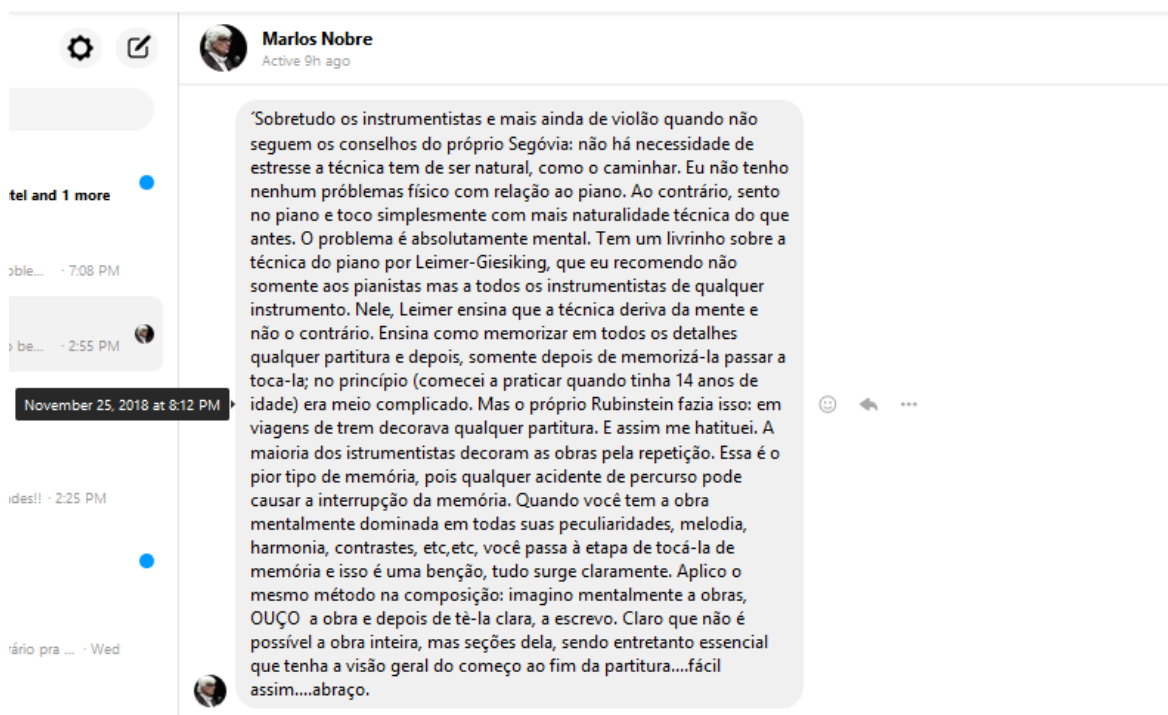 Marlos Nobre
Active 9h ago
´Sobretudo os instrumentistas e mais ainda de violão quando não
seguem os conselhos do próprio Segóvia: não há necessidade de
estresse a técnica tem de ser natural, como o caminhar. Eu não tenho
nenhum próblemas físico com relação ao piano. Ao contrário, sento
no piano e toco simplesmente com mais naturalidade técnica do que
antes. O problema é absolutamente mental. Tem um livrinho sobre a
técnica do piano por Leimer-Giesiking, que eu recomendo não
somente aos pianistas mas a todos os instrumentistas de qualquer
instrumento. Nele, Leimer ensina que a técnica deriva da mente e
não o contrário. Ensina como memorizar em todos os detalhes
qualquer partitura e depois, somente depois de memorizá-la passar a
toca-la; no princípio (comecei a praticar quando tinha 14 anos de
idade) era meio complicado. Mas o próprio Rubinstein fazia isso: em
viagens de trem decorava qualquer partitura. E assim me hatituei. A
maioria dos istrumentistas decoram as obras pela repetição. Essa é o
pior tipo de memória, pois qualquer acidente de percurso pode
causar a interrupção da memória. Quando você tem a obra
mentalmente dominada em todas suas peculiaridades, melodia,
harmonia, contrastes, etc,etc, você passa à etapa de tocá-la de
memória e isso é uma benção, tudo surge claramente. Aplico o
mesmo método na composição: imagino mentalmente a obras,
OUÇO  a obra e depois de tè-la clara, a escrevo. Claro que não é
possível a obra inteira, mas seções dela, sendo entretanto essencial
que tenha a visão geral do começo ao fim da partitura....fácil
assim....abraço.
tel and 1 more
oble... · 7:08 PM
o be... · 2:55 PM
November 25, 2018 at 8:12 PM
ides!! · 2:25 PM
rário pra ... · Wed